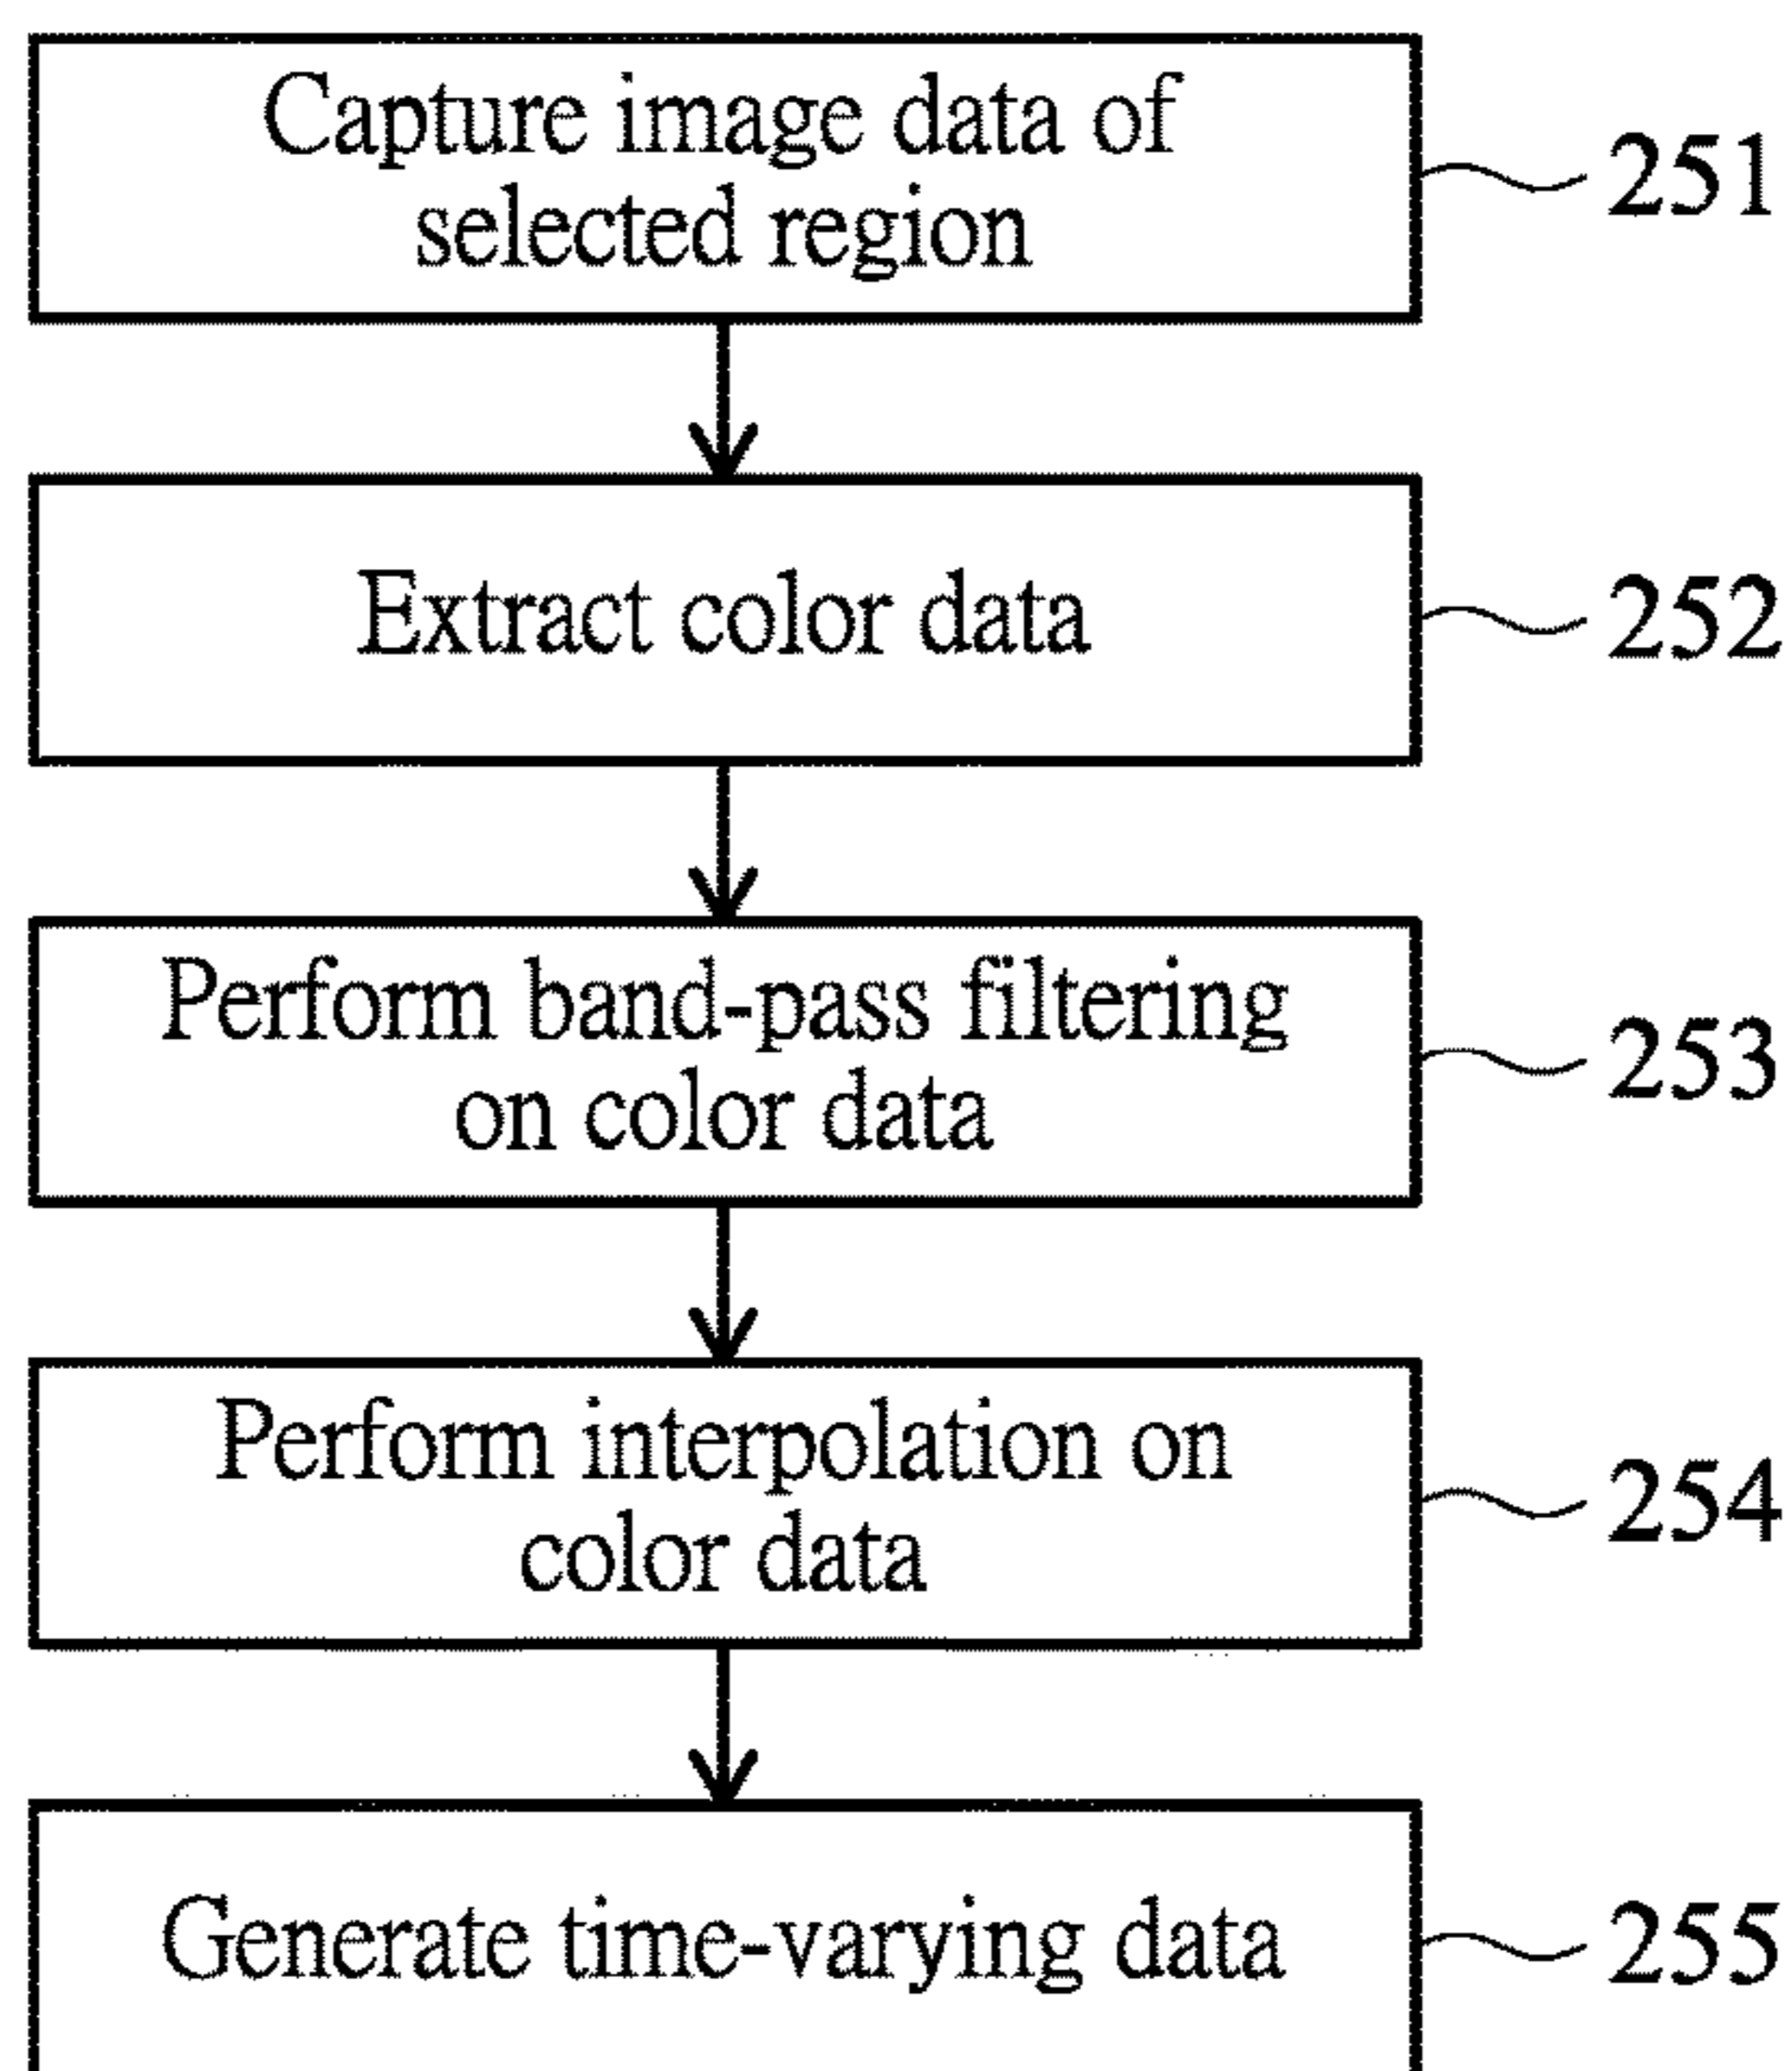 Capture image data of
selected region
251
Extract color data
252
Perform band-pass filtering
on color data
253
Perform interpolation on
color data
254
Generate time-varying data
255